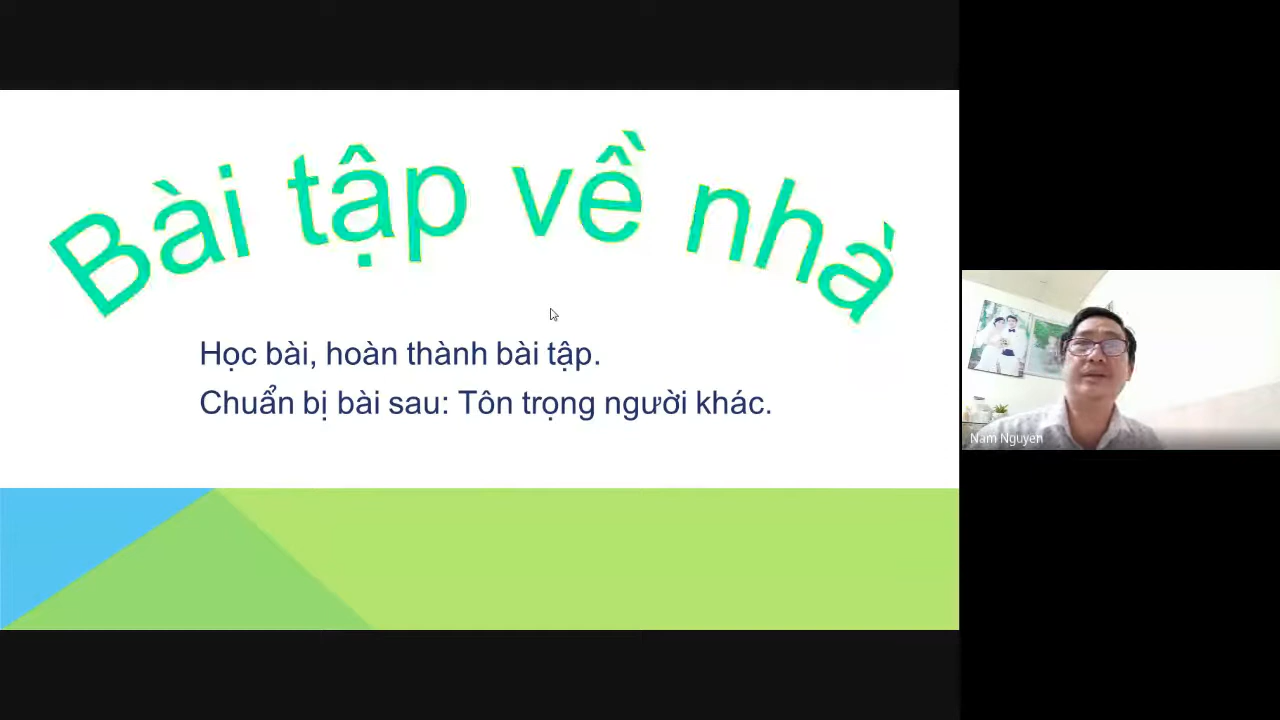 Bài tập về nhà
Học bài, hoàn thành bài tập.
Chuẩn bị bài sau: Tôn trọng người khác.
Nam Nguyen